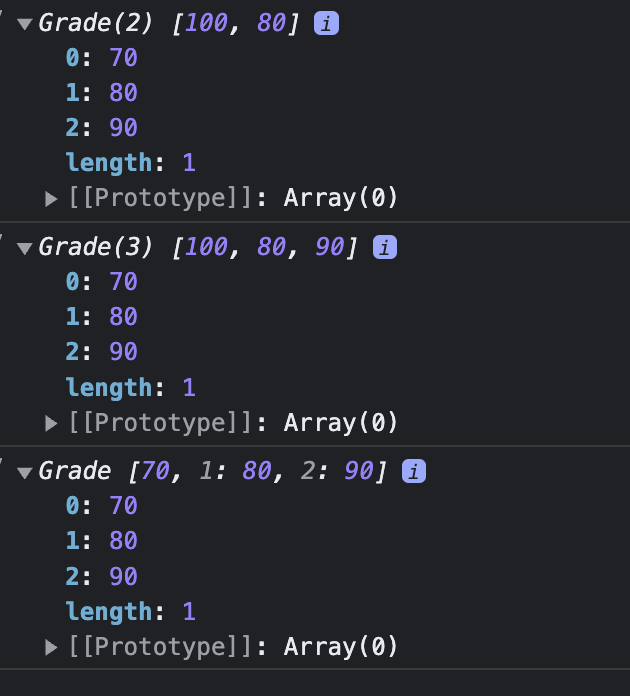 Grade(2) [100, 80] i
0: 70
1: 80
2: 90
length: 1
[[Prototype]]: Array(0)
Grade(3) [100, 80, 90] i
0: 70
1: 80
2: 90
length: 1
[[Prototype]]: Array(0)
Grade [70, 1: 80, 2: 90] i
0: 70
1: 80
2: 90
length: 1
[[Prototype]]: Array(0)